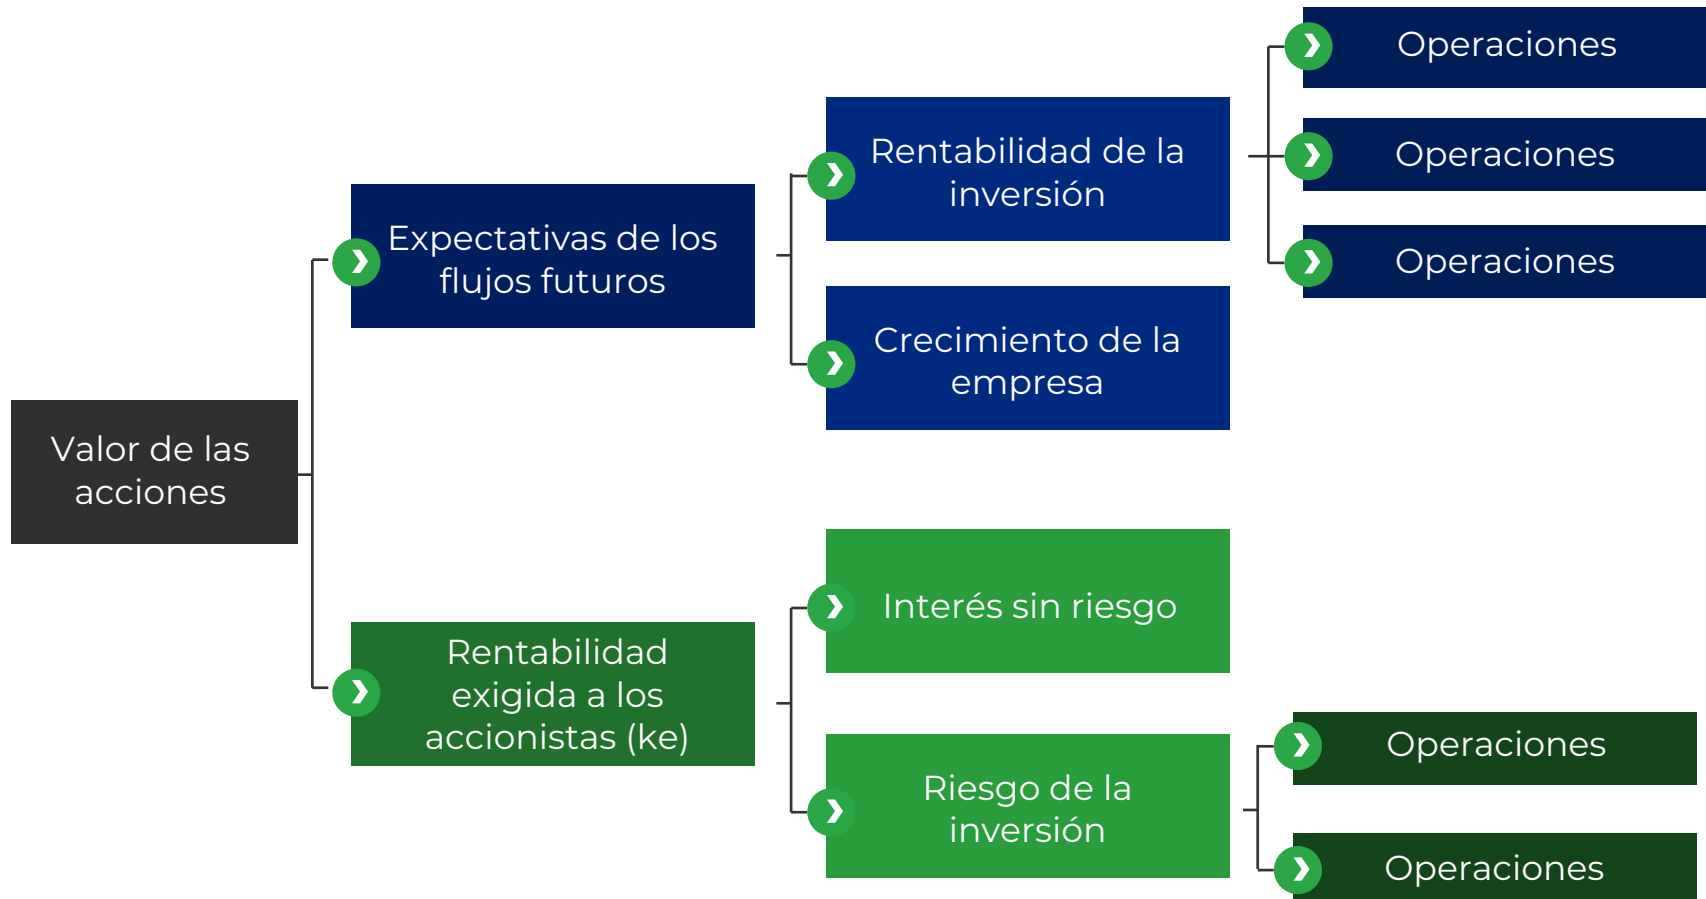 Valor de las
acciones
Expectativas de los
flujos futuros
Rentabilidad de la
inversión
Operaciones
Operaciones
Operaciones
Crecimiento de la
empresa
Rentabilidad
exigida a los
accionistas (ke)
Interés sin riesgo
Riesgo de la
inversión
Operaciones
Operaciones